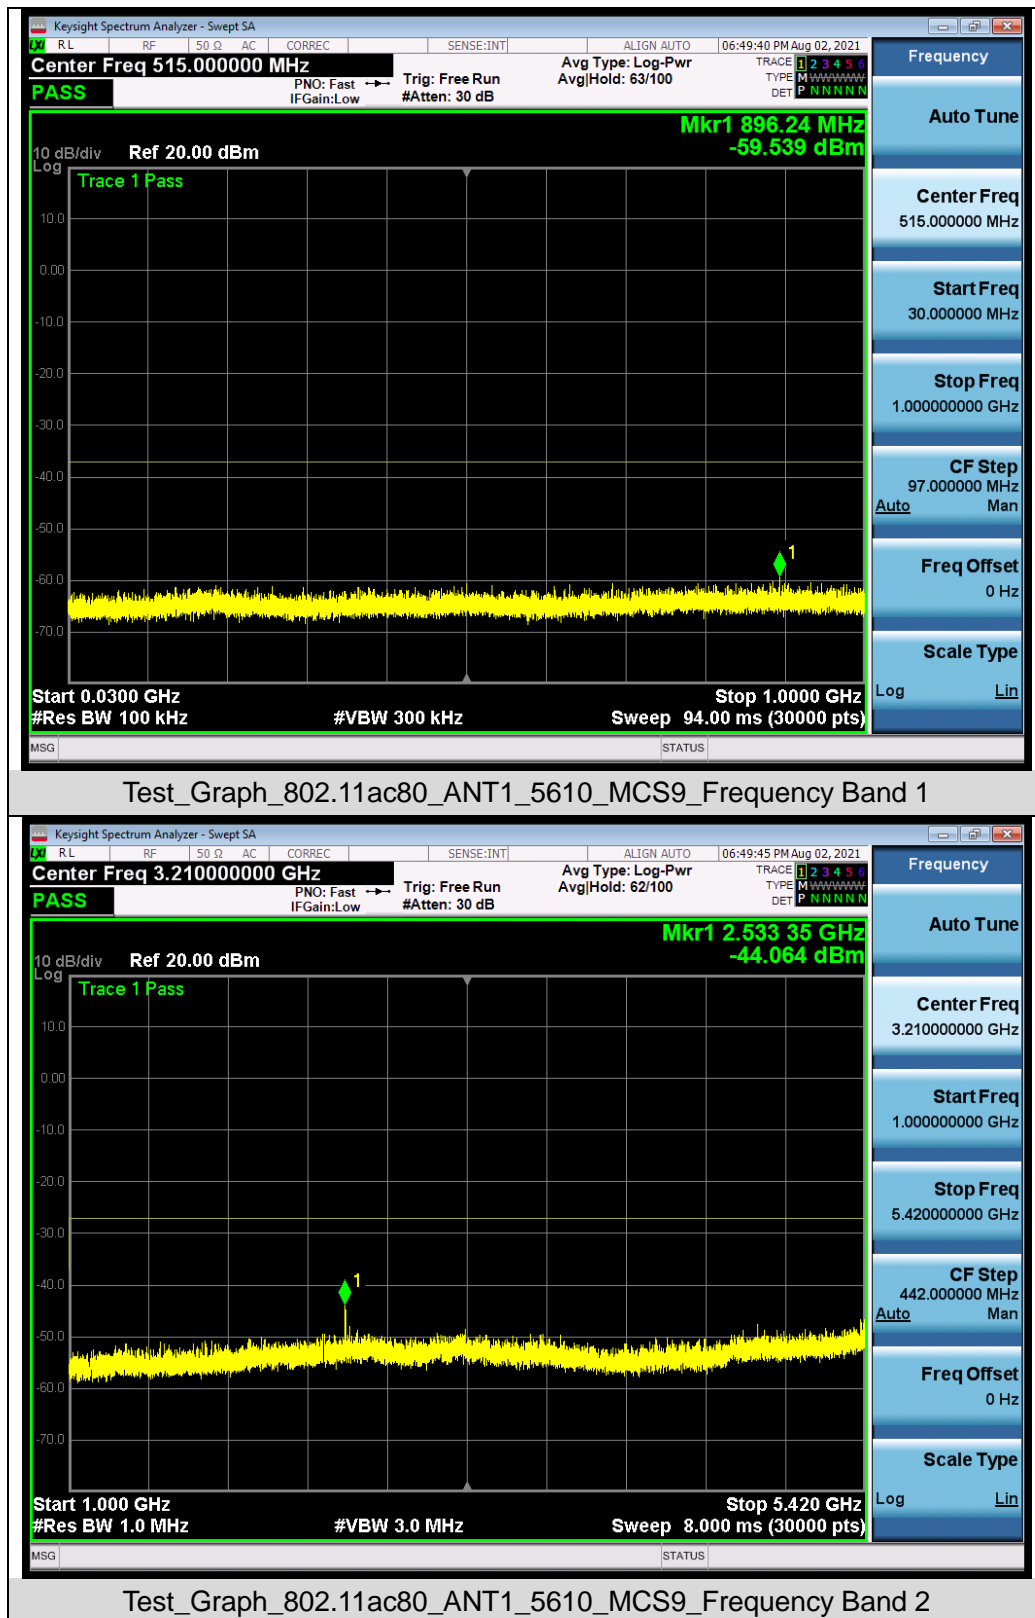 Keysight Spectrum Analyzer - Swept SA
LXI RL RF 50 Ω AC CORREC SENSE:INT ALIGN AUTO 06:49:40 PM Aug 02, 2021
Center Freq 515.000000 MHz
PASS
PNO: Fast
IFGain:Low
Trig: Free Run
#Atten: 30 dB
Avg Type: Log-Pwr
Avg|Hold: 63/100
TRACE 1 2 3 4 5 6
TYPE M WWWWW
DET P N N N N N
Mkr1 896.24 MHz
-59.539 dBm
10 dB/div Ref 20.00 dBm
Log
Trace 1 Pass
10.0
0.00
-10.0
-20.0
-30.0
-40.0
-50.0
-60.0
-70.0
1
Start 0.0300 GHz Stop 1.0000 GHz
#Res BW 100 kHz #VBW 300 kHz Sweep 94.00 ms (30000 pts)
MSG STATUS
Frequency
Auto Tune
Center Freq
515.000000 MHz
Start Freq
30.000000 MHz
Stop Freq
1.000000000 GHz
CF Step
97.000000 MHz
Auto Man
Freq Offset
0 Hz
Scale Type
Log Lin
Test_Graph_802.11ac80_ANT1_5610_MCS9_Frequency Band 1
Keysight Spectrum Analyzer - Swept SA
LXI RL RF 50 Ω AC CORREC SENSE:INT ALIGN AUTO 06:49:45 PM Aug 02, 2021
Center Freq 3.210000000 GHz
PASS
PNO: Fast
IFGain:Low
Trig: Free Run
#Atten: 30 dB
Avg Type: Log-Pwr
Avg|Hold: 62/100
TRACE 1 2 3 4 5 6
TYPE M WWWWW
DET P N N N N N
Mkr1 2.533 35 GHz
-44.064 dBm
10 dB/div Ref 20.00 dBm
Log
Trace 1 Pass
10.0
0.00
-10.0
-20.0
-30.0
-40.0
-50.0
-60.0
-70.0
1
Start 1.000 GHz Stop 5.420 GHz
#Res BW 1.0 MHz #VBW 3.0 MHz Sweep 8.000 ms (30000 pts)
MSG STATUS
Frequency
Auto Tune
Center Freq
3.210000000 GHz
Start Freq
1.000000000 GHz
Stop Freq
5.420000000 GHz
CF Step
442.000000 MHz
Auto Man
Freq Offset
0 Hz
Scale Type
Log Lin
Test_Graph_802.11ac80_ANT1_5610_MCS9_Frequency Band 2